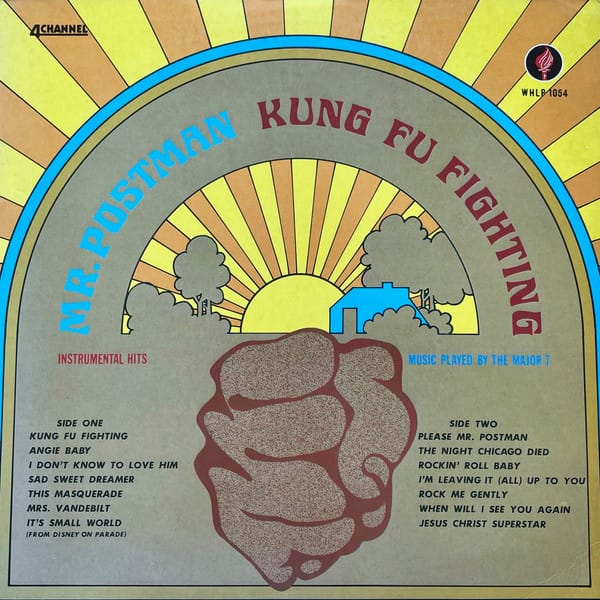 4CHANNEL
WHLP 1054
MR. POSTMAN KUNG FU FIGHTING
INSTRUMENTAL HITS
MUSIC PLAYED BY THE MAJOR 7
SIDE ONE
KUNG FU FIGHTING
ANGIE BABY
I DON'T KNOW TO LOVE HIM
SAD SWEET DREAMER
THIS MASQUERADE
MRS. VANDEBILT
IT'S SMALL WORLD
(FROM DISNEY ON PARADE)
SIDE TWO
PLEASE MR. POSTMAN
THE NIGHT CHICAGO DIED
ROCKIN' ROLL BABY
I'M LEAVING IT (ALL) UP TO YOU
ROCK ME GENTLY
WHEN WILL I SEE YOU AGAIN
JESUS CHRIST SUPERSTAR